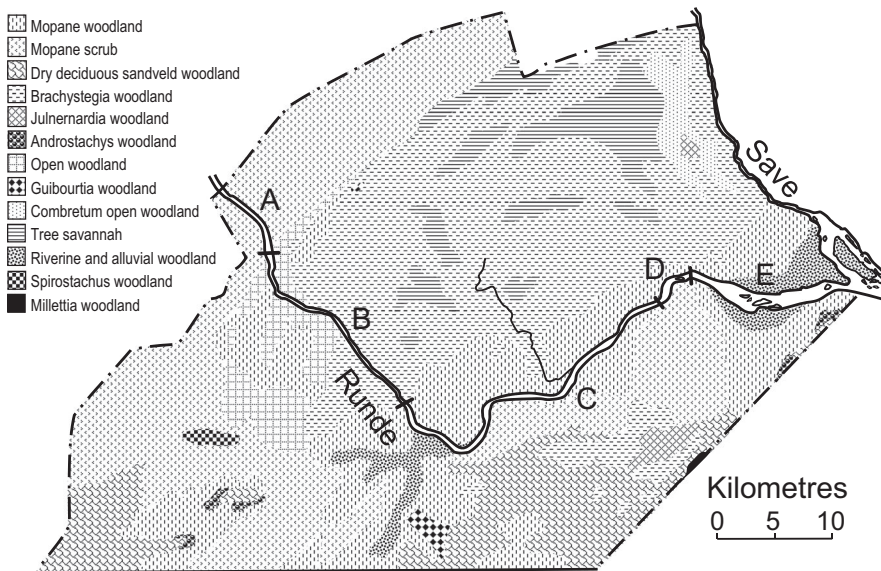 Mopane woodland
Mopane scrub
Dry deciduous sandveld woodland
Brachystegia woodland
Julnernardia woodland
Androstachys woodland
Open woodland
Guibourtia woodland
Combretum open woodland
Tree savannah
Riverine and alluvial woodland
Spirostachus woodland
Millettia woodland
A
Save
D
E
B
Runde
C
Kilometres
0 5 10